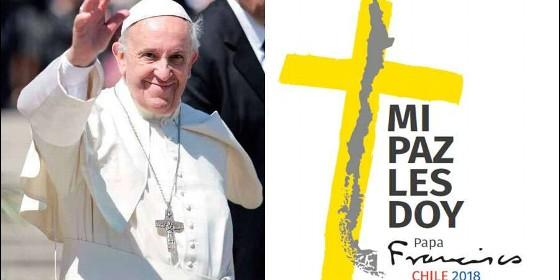 MI
PAZ
LES
DOY
Papa
Francisco
CHILE 2018